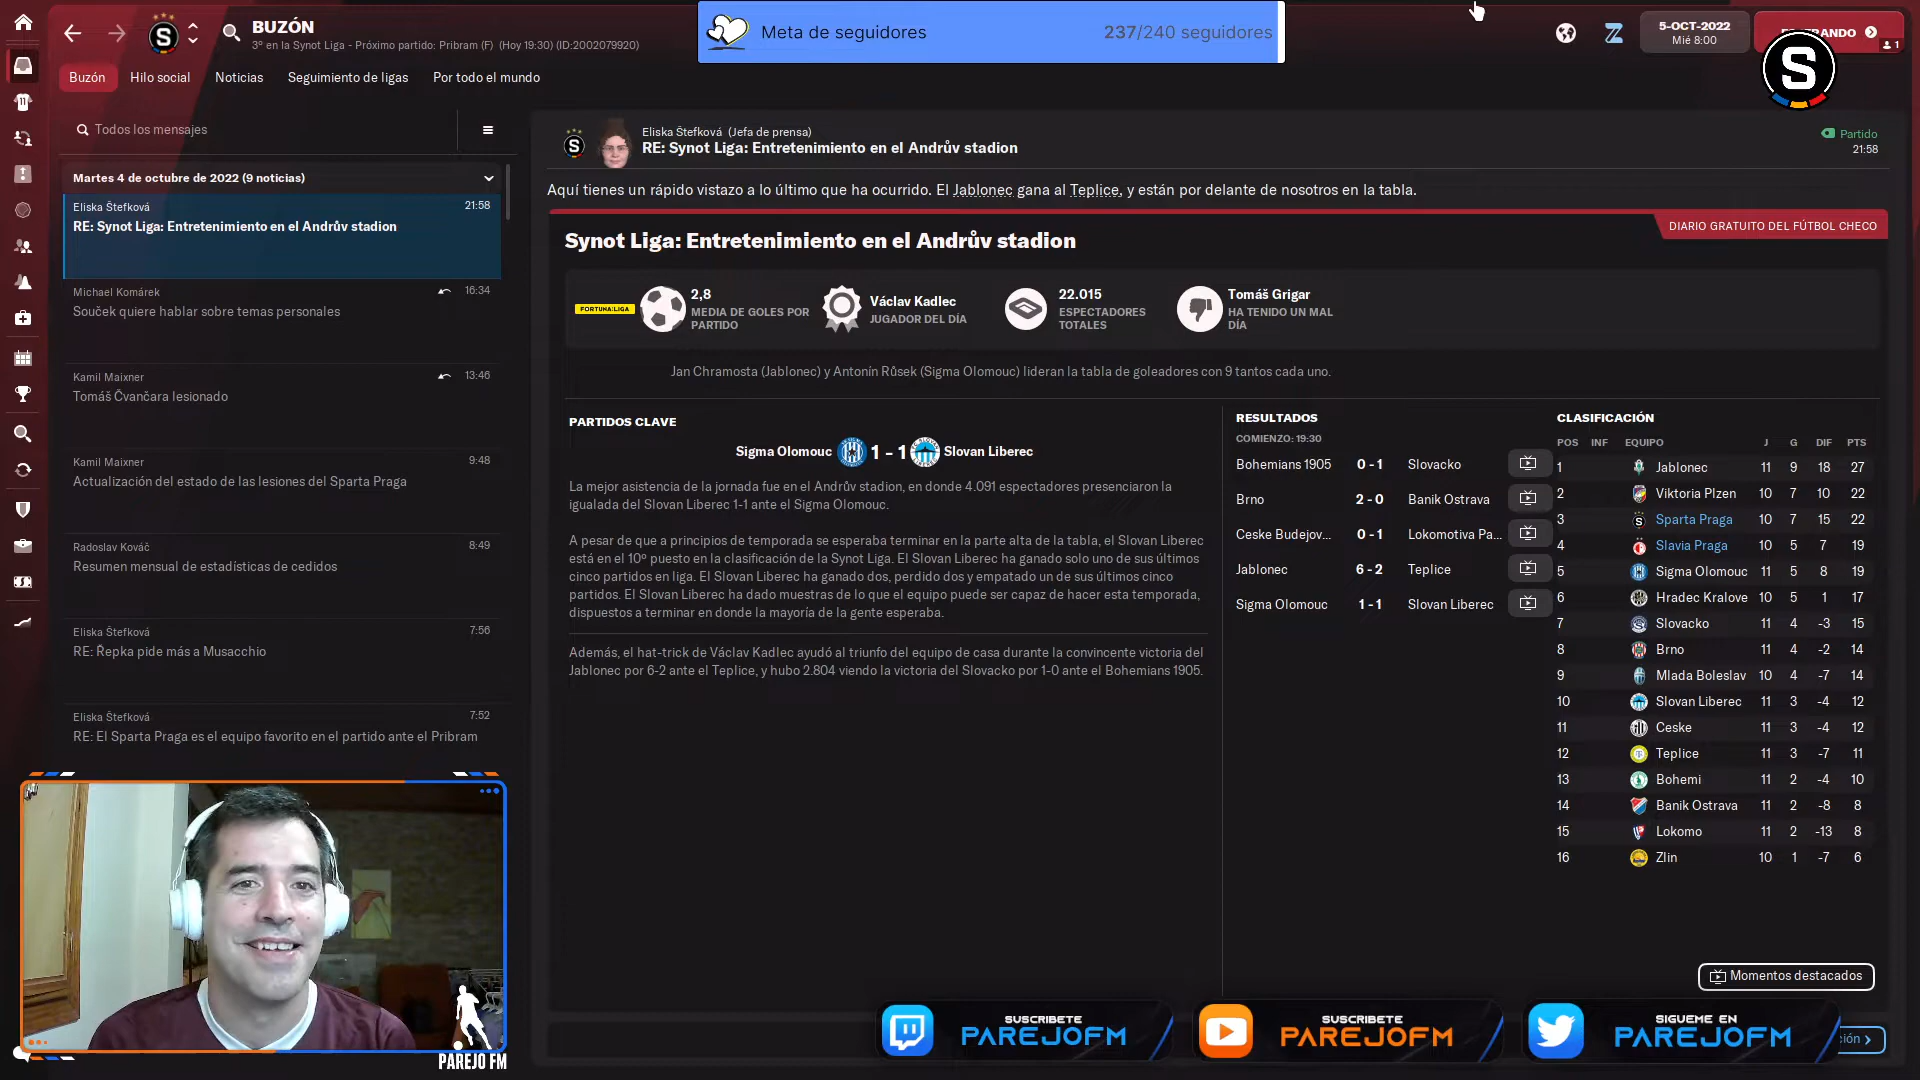 BUZÓN
3º en la Synot Liga - Próximo partido: Pribram (F) (Hoy 19:30) (ID:2002079920)
Meta de seguidores
237/240 seguidores
5-OCT-2022
Mié 8:00
RANDO
1
S
Buzón
Hilo social
Noticias
Seguimiento de ligas
Por todo el mundo
Todos los mensajes
Martes 4 de octubre de 2022 (9 noticias)
Eliska Štefková 21:58
RE: Synot Liga: Entretenimiento en el Andrův stadion
Michael Komárek 16:34
Souček quiere hablar sobre temas personales
Kamil Maixner 13:46
Tomáš Čvančara lesionado
Kamil Maixner 9:48
Actualización del estado de las lesiones del Sparta Praga
Radoslav Kováč 8:49
Resumen mensual de estadísticas de cedidos
Eliska Štefková 7:56
RE: Řepka pide más a Musacchio
Eliska Štefková 7:52
RE: El Sparta Praga es el equipo favorito en el partido ante el Pribram
Eliska Štefková (Jefa de prensa)
RE: Synot Liga: Entretenimiento en el Andrův stadion
Partido
21:58
Aquí tienes un rápido vistazo a lo último que ha ocurrido. El Jablonec gana al Teplice, y están por delante de nosotros en la tabla.
DIARIO GRATUITO DEL FÚTBOL CHECO
Synot Liga: Entretenimiento en el Andrův stadion
FORTUNA:LIGA
2,8
MEDIA DE GOLES POR
PARTIDO
Václav Kadlec
JUGADOR DEL DÍA
22.015
ESPECTADORES
TOTALES
Tomáš Grigar
HA TENIDO UN MAL
DÍA
Jan Chramosta (Jablonec) y Antonín Růsek (Sigma Olomouc) lideran la tabla de goleadores con 9 tantos cada uno.
PARTIDOS CLAVE
Sigma Olomouc 1 - 1 Slovan Liberec
La mejor asistencia de la jornada fue en el Andrův stadion, en donde 4.091 espectadores presenciaron la
igualada del Slovan Liberec 1-1 ante el Sigma Olomouc.
A pesar de que a principios de temporada se esperaba terminar en la parte alta de la tabla, el Slovan Liberec
está en el 10º puesto en la clasificación de la Synot Liga. El Slovan Liberec ha ganado solo uno de sus últimos
cinco partidos en liga. El Slovan Liberec ha ganado dos, perdido dos y empatado uno de sus últimos cinco
partidos. El Slovan Liberec ha dado muestras de lo que el equipo puede ser capaz de hacer esta temporada,
dispuestos a terminar en donde la mayoría de la gente esperaba.
Además, el hat-trick de Václav Kadlec ayudó al triunfo del equipo de casa durante la convincente victoria del
Jablonec por 6-2 ante el Teplice, y hubo 2.804 viendo la victoria del Slovacko por 1-0 ante el Bohemians 1905.
RESULTADOS
COMIENZO: 19:30
Bohemians 1905 0 - 1 Slovacko
Brno 2 - 0 Banik Ostrava
Ceske Budejov... 0 - 1 Lokomotiva Pa...
Jablonec 6 - 2 Teplice
Sigma Olomouc 1 - 1 Slovan Liberec
CLASIFICACIÓN
POS INF EQUIPO J G DIF PTS
1 Jablonec 11 9 18 27
2 Viktoria Plzen 10 7 10 22
3 Sparta Praga 10 7 15 22
4 Slavia Praga 10 5 7 19
5 Sigma Olomouc 11 5 8 19
6 Hradec Kralove 10 5 1 17
7 Slovacko 11 4 -3 15
8 Brno 11 4 -2 14
9 Mlada Boleslav 10 4 -7 14
10 Slovan Liberec 11 3 -4 12
11 Ceske 11 3 -4 12
12 Teplice 11 3 -7 11
13 Bohemi 11 2 -4 10
14 Banik Ostrava 11 2 -8 8
15 Lokomo 11 2 -13 8
16 Zlin 10 1 -7 6
Momentos destacados
PAREJO FM
SUSCRIBETE
PAREJOFM
SUSCRIBETE
PAREJOFM
SIGUEME EN
PAREJOFM
ción